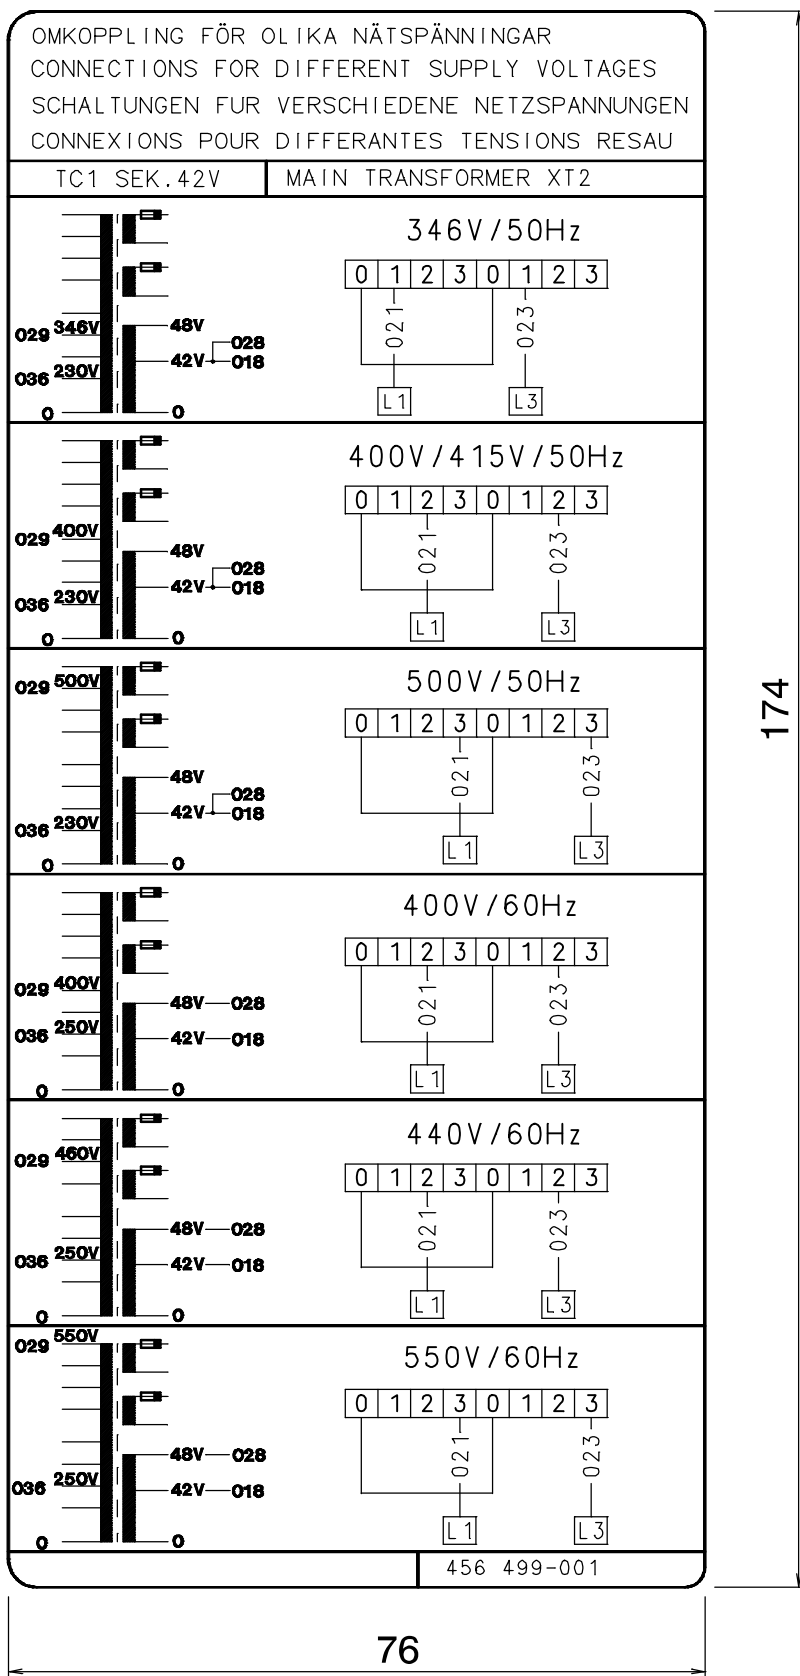 OMKOPPLING FÖR OLIKA NÄTSPÄNNINGAR
CONNECTIONS FOR DIFFERENT SUPPLY VOLTAGES
SCHALTUNGEN FUR VERSCHIEDENE NETZSPANNUNGEN
CONNEXIONS POUR DIFFERANTES TENSIONS RESAU
TC1 SEK.42V
MAIN TRANSFORMER XT2
029 346V
036 230V
0
48V
028
42V 018
0
346V/50Hz
0 1 2 3 0 1 2 3
021
023
L1
L3
029 400V
036 230V
0
48V
028
42V 018
0
400V/415V/50Hz
0 1 2 3 0 1 2 3
021
023
L1
L3
029 500V
036 230V
0
48V
028
42V 018
0
500V/50Hz
0 1 2 3 0 1 2 3
021
023
L1
L3
029 400V
036 250V
0
48V 028
42V 018
0
400V/60Hz
0 1 2 3 0 1 2 3
021
023
L1
L3
029 460V
036 250V
0
48V 028
42V 018
0
440V/60Hz
0 1 2 3 0 1 2 3
021
023
L1
L3
029 550V
036 250V
0
48V 028
42V 018
0
550V/60Hz
0 1 2 3 0 1 2 3
021
023
L1
L3
456 499-001
174
76